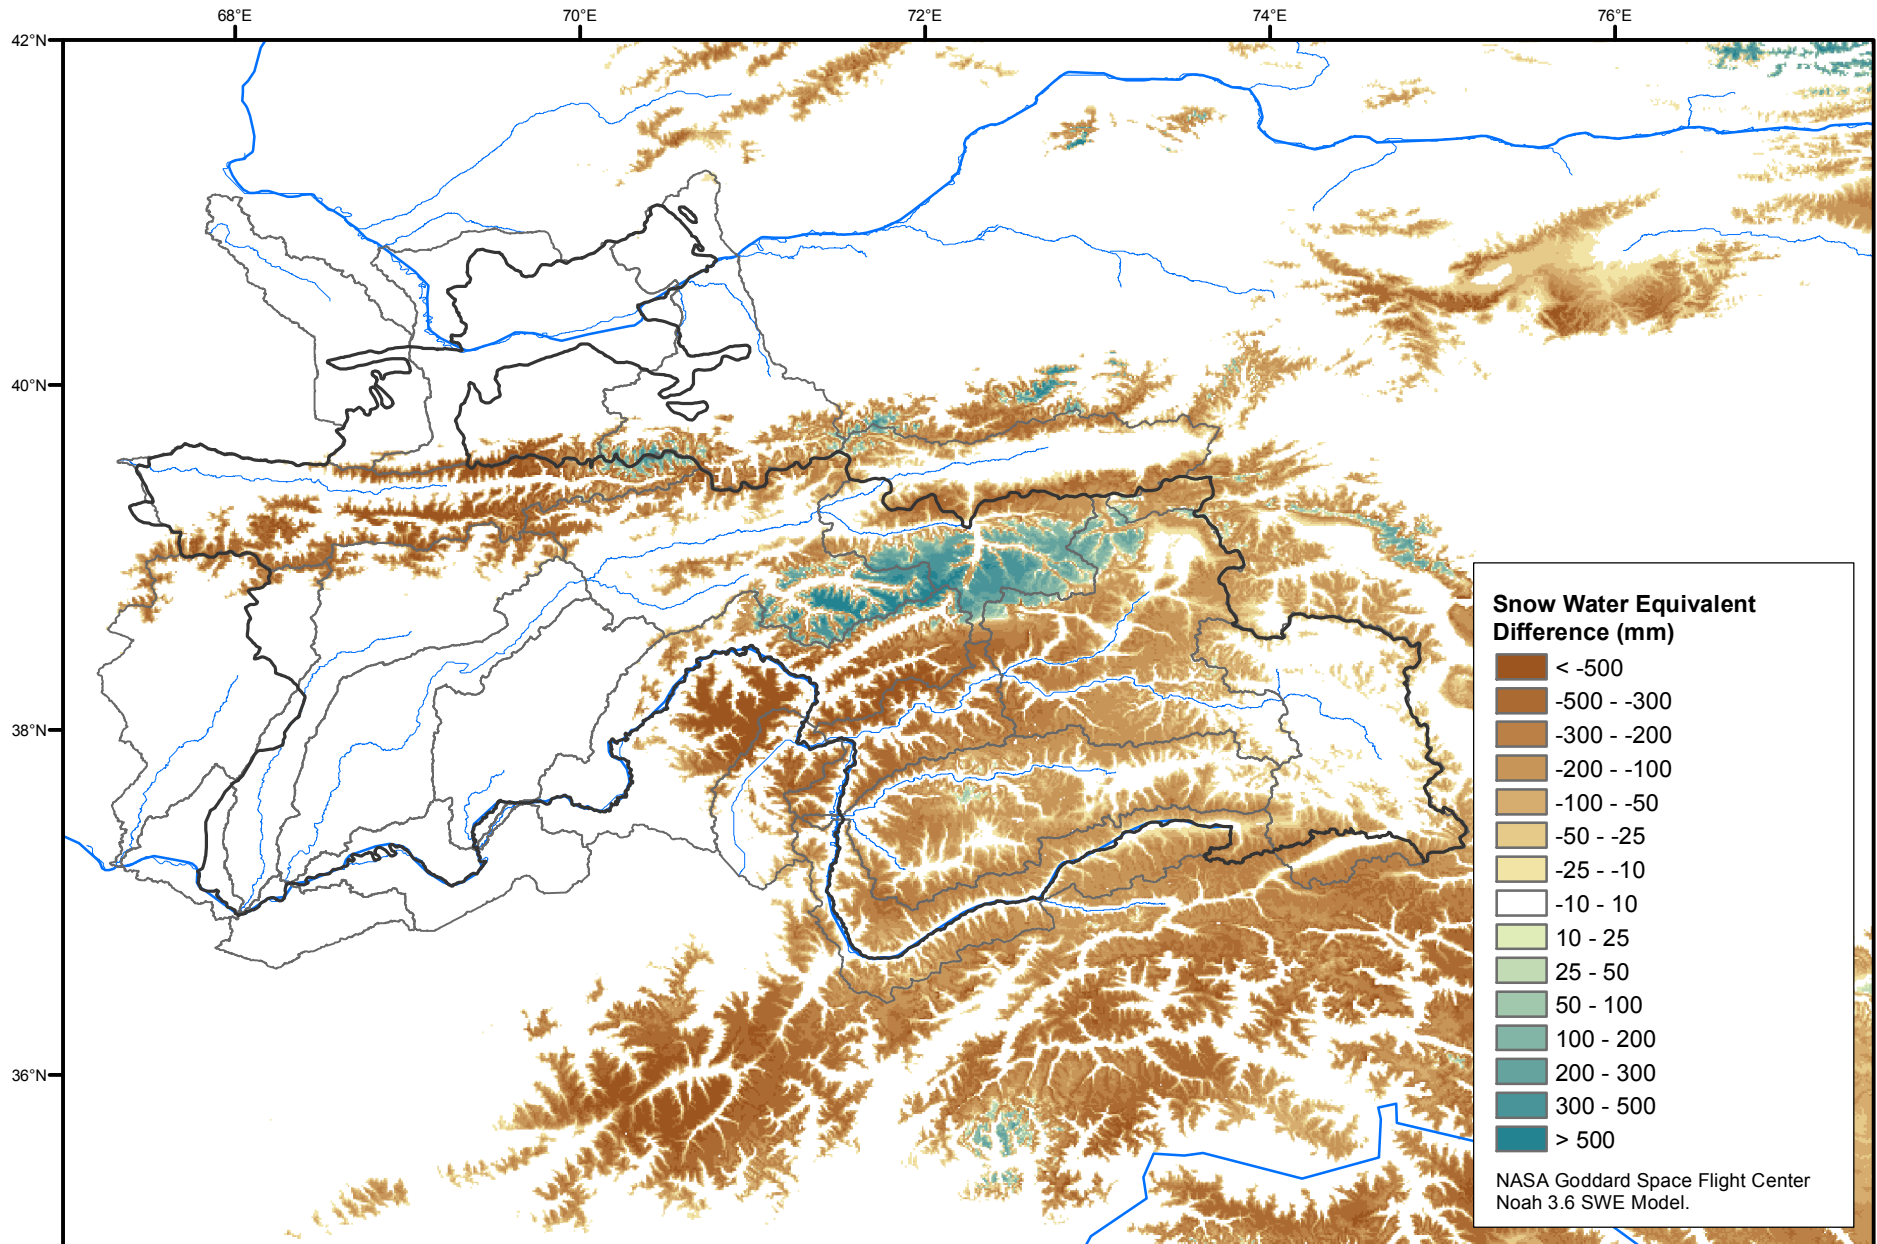 68°E
70°E
72°E
74°E
76°E
42°N
40°N
38°N
36°N
Snow Water Equivalent
Difference (mm)
< -500
-500 - -300
-300 - -200
-200 - -100
-100 - -50
-50 - -25
-25 - -10
-10 - 10
10 - 25
25 - 50
50 - 100
100 - 200
200 - 300
300 - 500
> 500
NASA Goddard Space Flight Center
Noah 3.6 SWE Model.